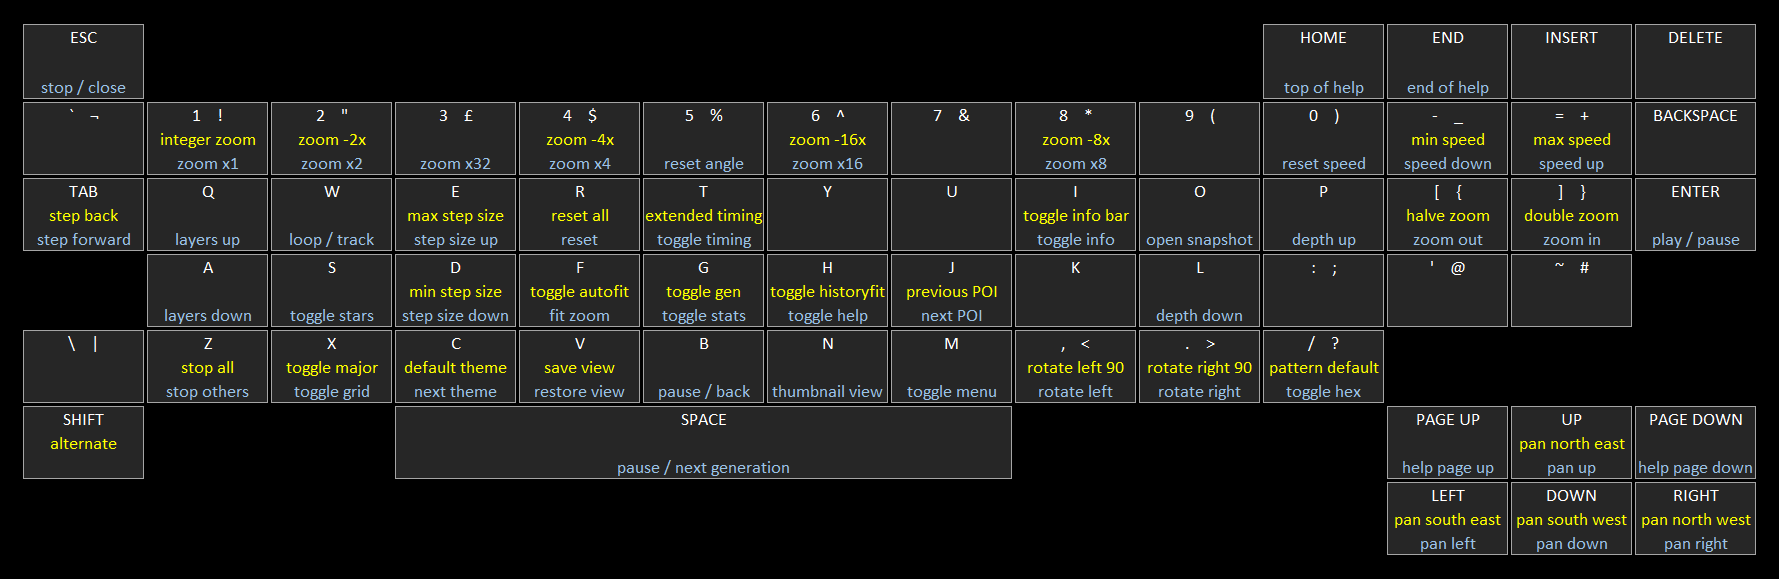 ESC
stop / close
HOME
top of help
END
end of help
INSERT
DELETE
` ¬
1 !
integer zoom
zoom x1
2 "
zoom -2x
zoom x2
3 £
zoom x32
4 $
zoom -4x
zoom x4
5 %
reset angle
6 ^
zoom -16x
zoom x16
7 &
8 *
zoom -8x
zoom x8
9 (
0 )
reset speed
- _
min speed
speed down
= +
max speed
speed up
BACKSPACE
TAB
step back
step forward
Q
layers up
W
loop / track
E
max step size
step size up
R
reset all
reset
T
extended timing
toggle timing
Y
U
I
toggle info bar
toggle info
O
open snapshot
P
depth up
[ {
halve zoom
zoom out
] }
double zoom
zoom in
ENTER
play / pause
A
layers down
S
toggle stars
D
min step size
step size down
F
toggle autofit
fit zoom
G
toggle gen
toggle stats
H
toggle historyfit
toggle help
J
previous POI
next POI
K
L
depth down
: ;
' @
~ #
\ |
Z
stop all
stop others
X
toggle major
toggle grid
C
default theme
next theme
V
save view
restore view
B
pause / back
N
thumbnail view
M
toggle menu
, <
rotate left 90
rotate left
. >
rotate right 90
rotate right
/ ?
pattern default
toggle hex
SHIFT
alternate
SPACE
pause / next generation
PAGE UP
help page up
UP
pan north east
pan up
PAGE DOWN
help page down
LEFT
pan south east
pan left
DOWN
pan south west
pan down
RIGHT
pan north west
pan right